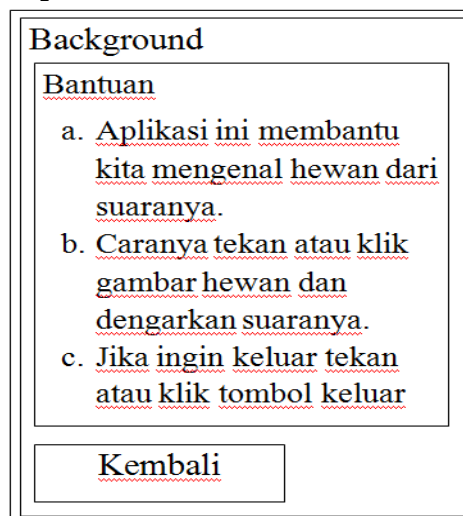 Background
Bantuan
a. Aplikasi ini membantu
kita mengenal hewan dari
suaranya.
b. Caranya tekan atau klik
gambar hewan dan
dengarkan suaranya.
c. Jika ingin keluar tekan
atau klik tombol keluar
Kembali